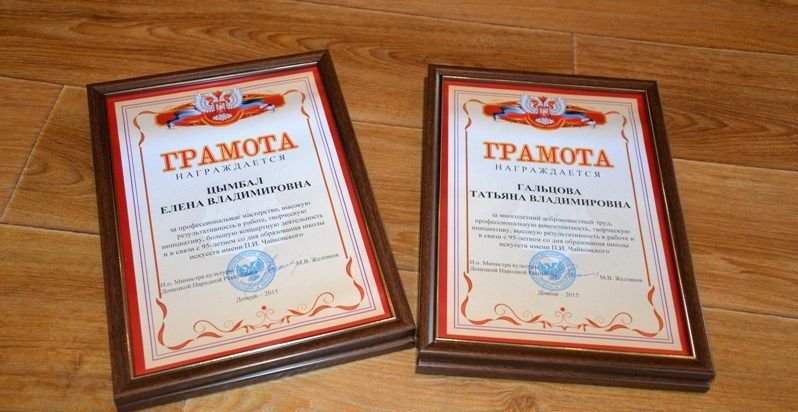 ГРАМОТА
НАГРАЖДАЕТСЯ
ЦЫМБАЛ
ЕЛЕНА ВЛАДИМИРОВНА
за профессиональное мастерство, высокую
результативность в работе, творческую
инициативу, большую концертную деятельность
и в связи с 95-летием со дня образования школы
искусств имени П.И. Чайковского
И.о. Министра культуры
Донецкой Народной Республики
М.В. Желтяков
Донецк – 2015
ГРАМОТА
НАГРАЖДАЕТСЯ
ГАЛЬЦОВА
ТАТЬЯНА ВЛАДИМИРОВНА
за многолетний добросовестный труд,
профессиональную компетентность, творческую
инициативу, высокую результативность в работе и
в связи с 95-летием со дня образования школы
искусств имени П.И. Чайковского
И.о. Министра культуры
Донецкой Народной
М.В. Желтяков
Донецк – 2015